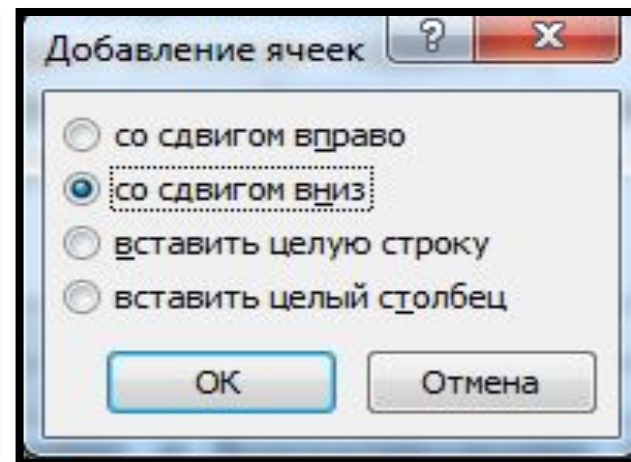 Добавление ячеек ? X
со сдвигом вправо
со сдвигом вниз
вставить целую строку
вставить целый столбец
ОК Отмена